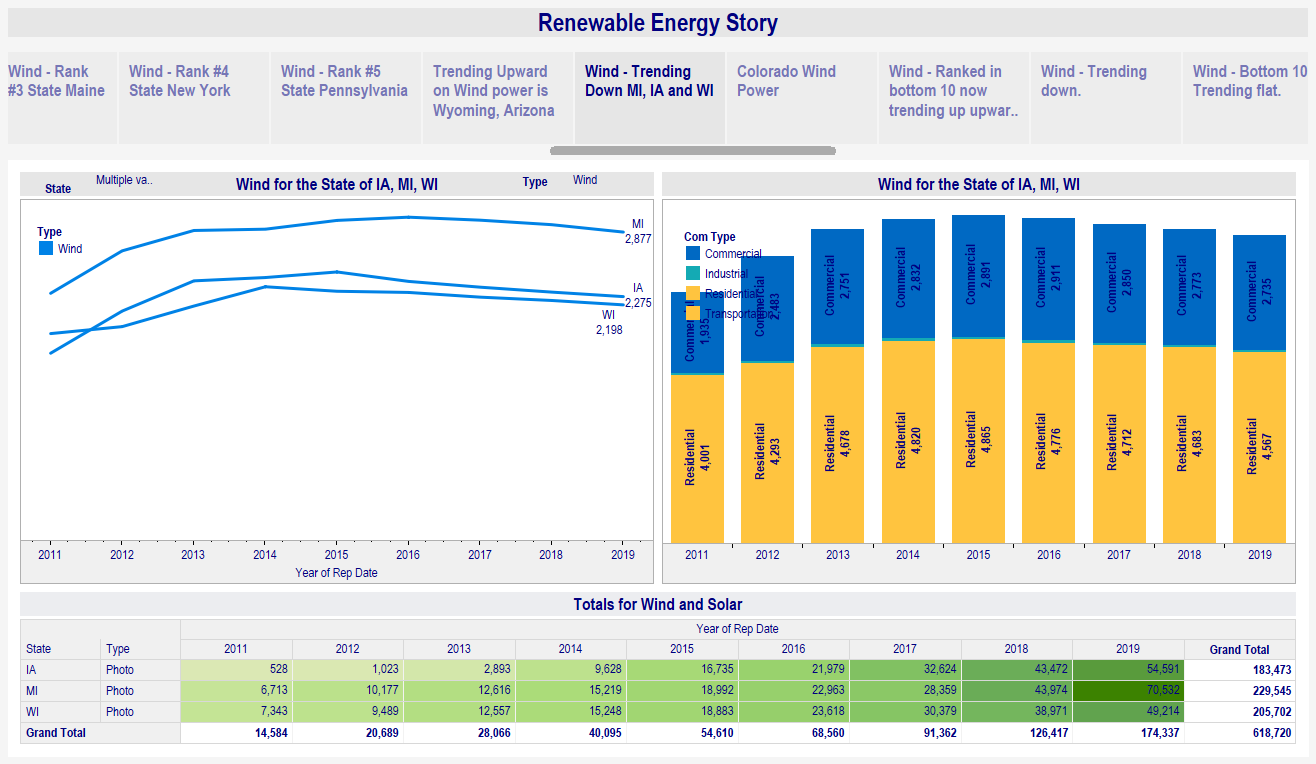 Renewable Energy Story
Wind - Rank
#3 State Maine
Wind - Rank #4
State New York
Wind - Rank #5
State Pennsylvania
Trending Upward
on Wind power is
Wyoming, Arizona
Wind - Trending
Down MI, IA and WI
Colorado Wind
Power
Wind - Ranked in
bottom 10 now
trending up upwar..
Wind - Trending
down.
Wind - Bottom 10
Trending flat.
State Multiple va.. Wind for the State of IA, MI, WI Type Wind
Type
Wind
MI
2,877
IA
2,275
WI
2,198
2011 2012 2013 2014 2015 2016 2017 2018 2019
Year of Rep Date
Wind for the State of IA, MI, WI
Com Type
Commercial
Industrial
Residential
Transportation
Commercial
1,935
Commercial
2,483
Commercial
2,751
Commercial
2,832
Commercial
2,891
Commercial
2,911
Commercial
2,850
Commercial
2,773
Commercial
2,735
Residential
4,001
Residential
4,293
Residential
4,678
Residential
4,820
Residential
4,865
Residential
4,776
Residential
4,712
Residential
4,683
Residential
4,567
2011 2012 2013 2014 2015 2016 2017 2018 2019
Totals for Wind and Solar
Year of Rep Date
State Type 2011 2012 2013 2014 2015 2016 2017 2018 2019 Grand Total
IA Photo 528 1,023 2,893 9,628 16,735 21,979 32,624 43,472 54,591 183,473
MI Photo 6,713 10,177 12,616 15,219 18,992 22,963 28,359 43,974 70,532 229,545
WI Photo 7,343 9,489 12,557 15,248 18,883 23,618 30,379 38,971 49,214 205,702
Grand Total 14,584 20,689 28,066 40,095 54,610 68,560 91,362 126,417 174,337 618,720